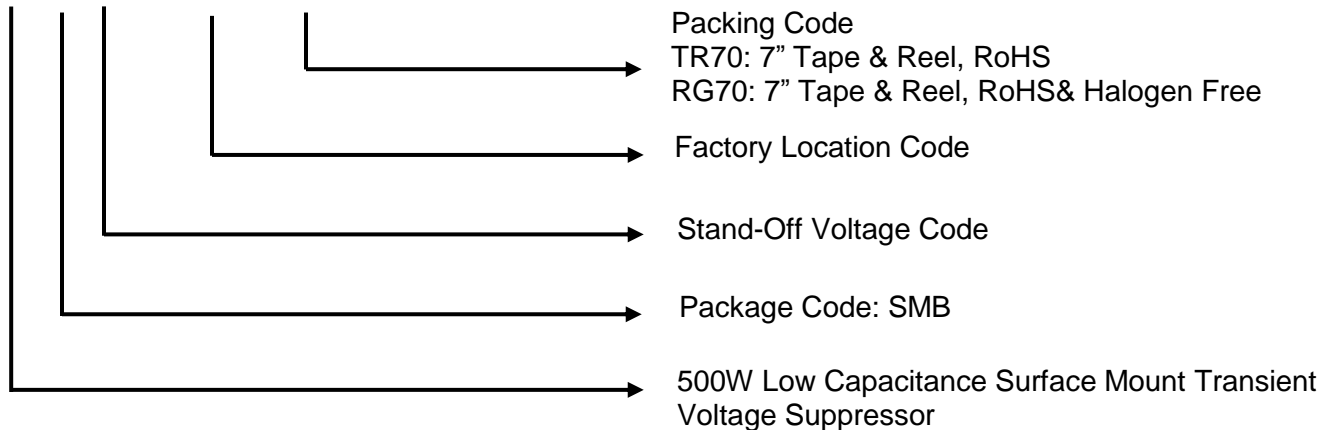 Packing Code
TR70: 7” Tape & Reel, RoHS
RG70: 7” Tape & Reel, RoHS& Halogen Free
Factory Location Code
Stand-Off Voltage Code
Package Code: SMB
500W Low Capacitance Surface Mount Transient
Voltage Suppressor